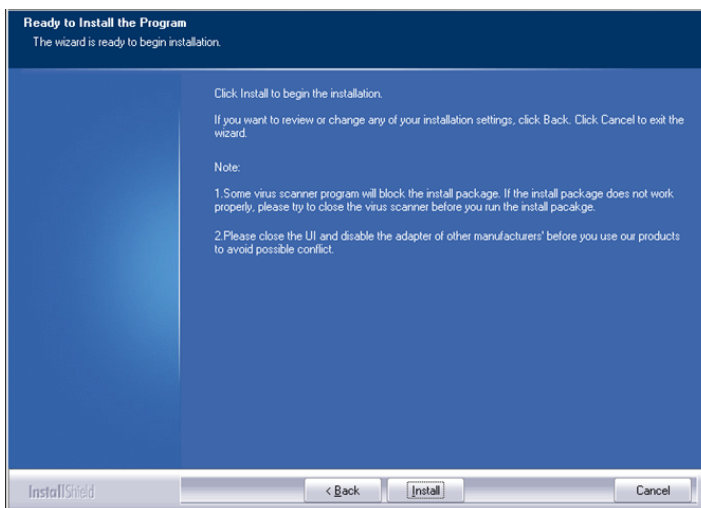 Ready to Install the Program
The wizard is ready to begin installation.
Click Install to begin the installation.
If you want to review or change any of your installation settings, click Back. Click Cancel to exit the
wizard.
Note:
1.Some virus scanner program will block the install package. If the install package does not work
properly, please try to close the virus scanner before you run the install pacakge.
2.Please close the UI and disable the adapter of other manufacturers' before you use our products
to avoid possible conflict.
InstallShield
< Back
Install
Cancel